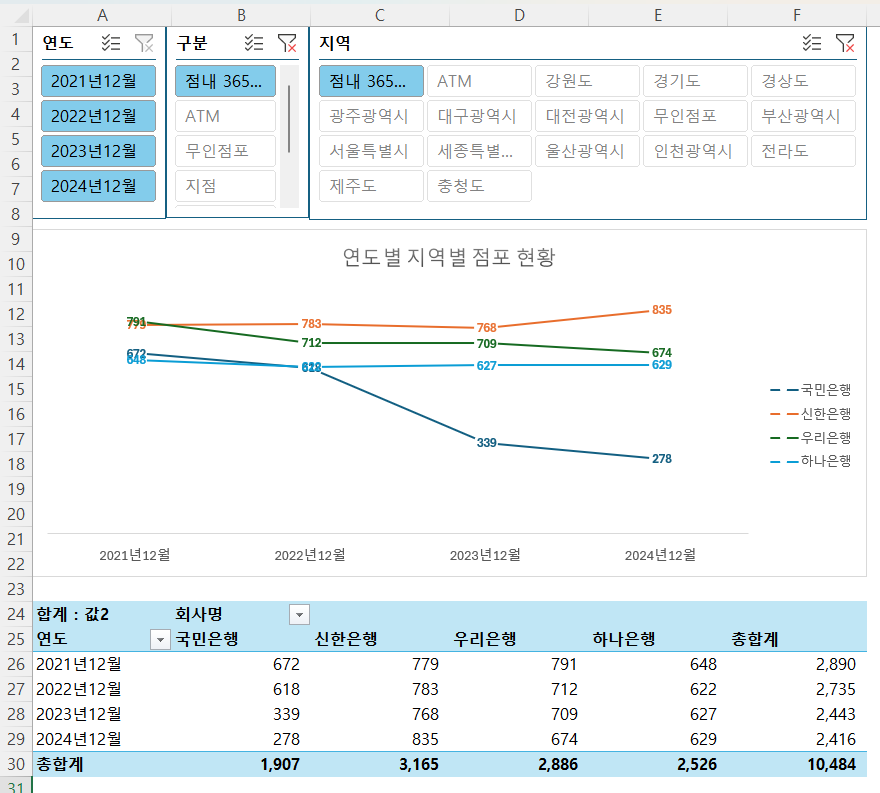 A B C D E F
1 연도 구분 지역
2
3 2021년12월 점내 365... 점내 365... ATM 강원도 경기도 경상도
4 2022년12월 ATM 광주광역시 대구광역시 대전광역시 무인점포 부산광역시
5
6 2023년12월 무인점포 서울특별시 세종특별... 울산광역시 인천광역시 전라도
7 2024년12월 지점 제주도 충청도
8
9
10 연도별 지역별 점포 현황
11
12 791 779 783 768 835
13 712 709 674
14 672 648 618 622 627 629
15 국민은행
16 신한은행
17 339 우리은행
18 278 하나은행
19
20
21
22 2021년12월 2022년12월 2023년12월 2024년12월
23
24 합계 : 값2 회사명
25 연도 국민은행 신한은행 우리은행 하나은행 총합계
26 2021년12월 672 779 791 648 2,890
27 2022년12월 618 783 712 622 2,735
28 2023년12월 339 768 709 627 2,443
29 2024년12월 278 835 674 629 2,416
30 총합계 1,907 3,165 2,886 2,526 10,484
31